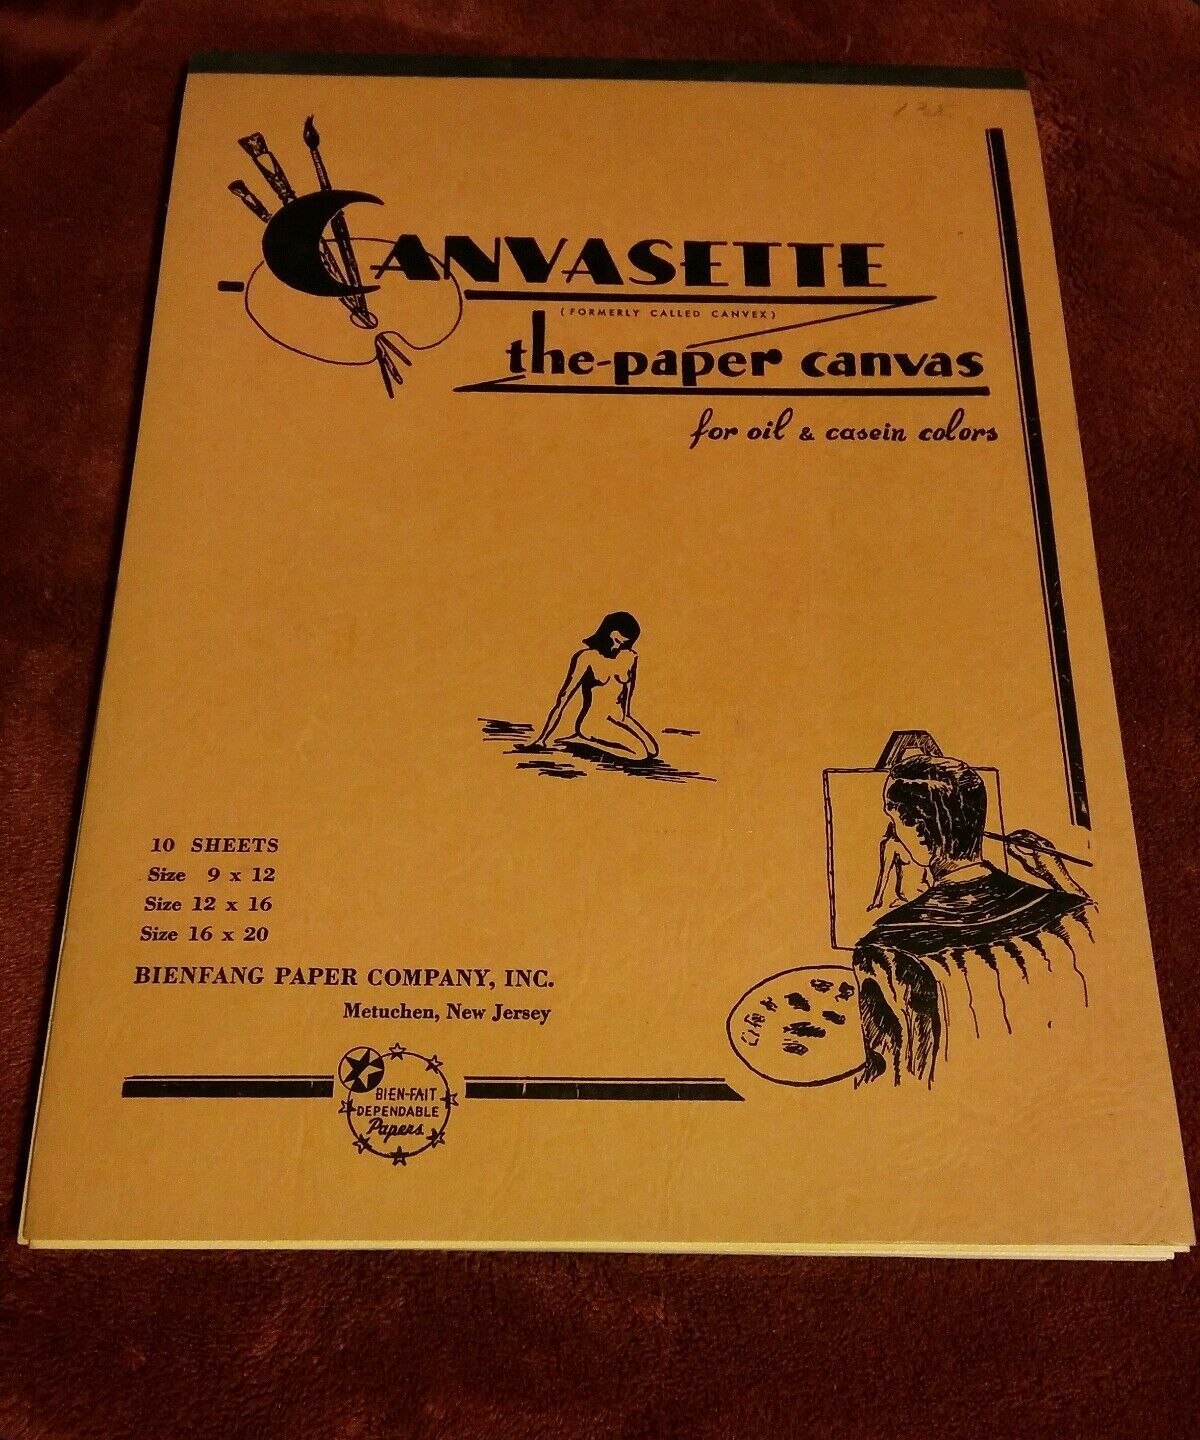 125
CANVASETTE
(FORMERLY CALLED CANVEX)
the-paper canvas
for oil & casein colors
10 SHEETS
Size 9 x 12
Size 12 x 16
Size 16 x 20
BIENFANG PAPER COMPANY, INC.
Metuchen, New Jersey
BIEN-FAIT
DEPENDABLE
Papers